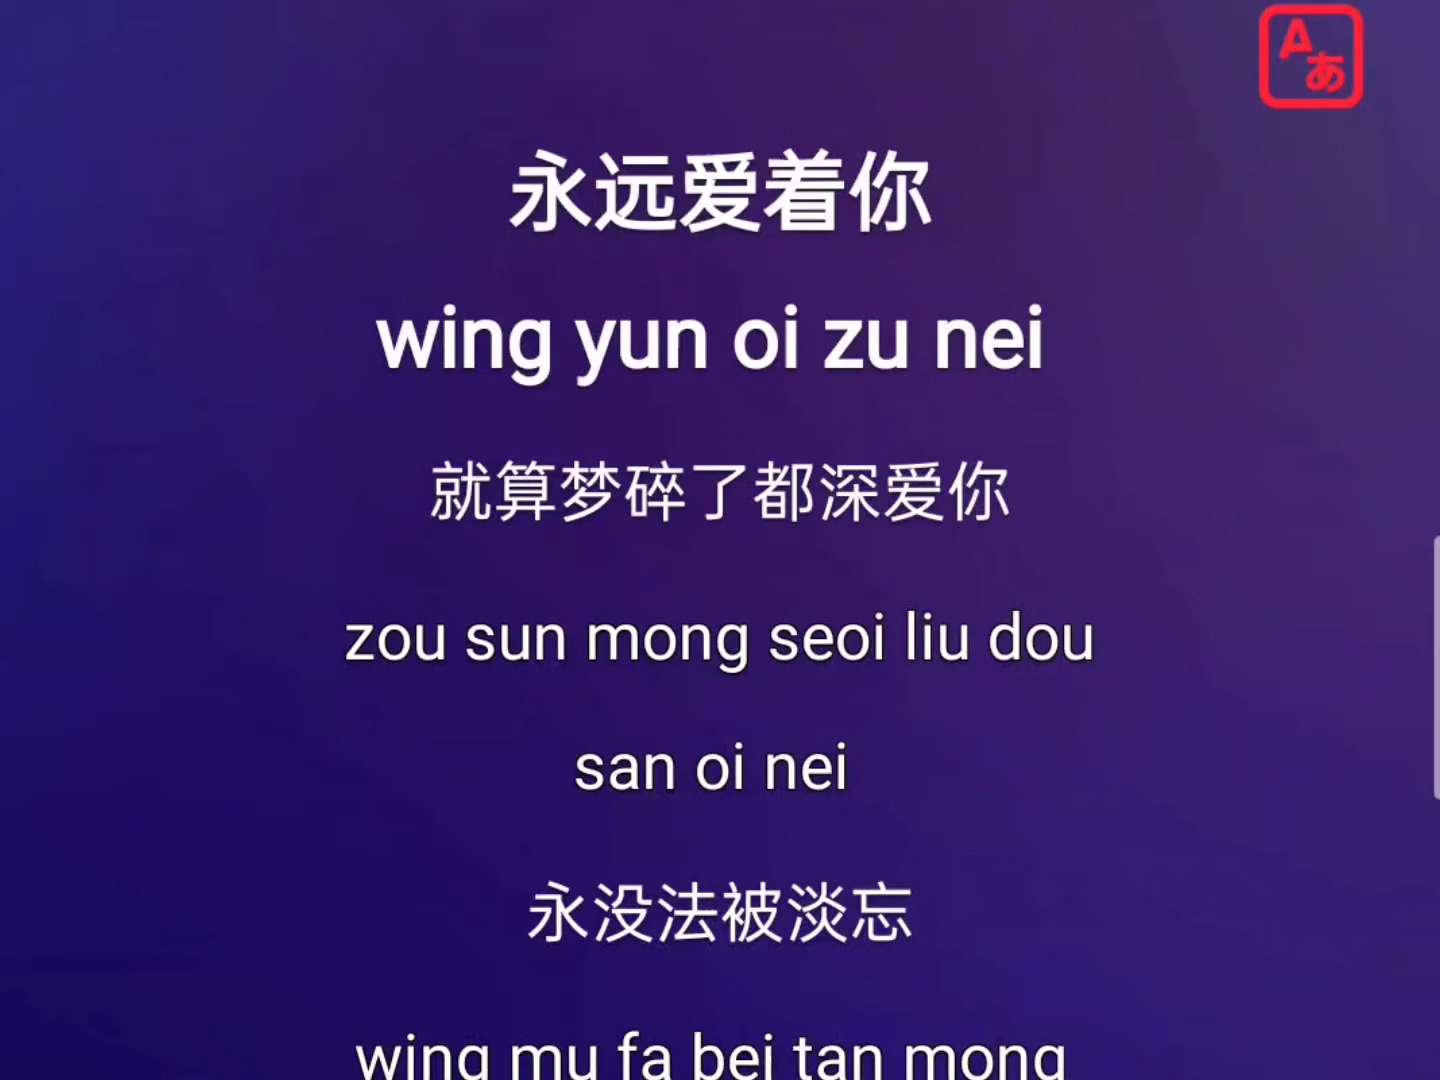 Aあ
永远爱着你
wing yun oi zu nei
就算梦碎了都深爱你
zou sun mong seoi liu dou
san oi nei
永没法被淡忘
wing mu fa bei tan mong